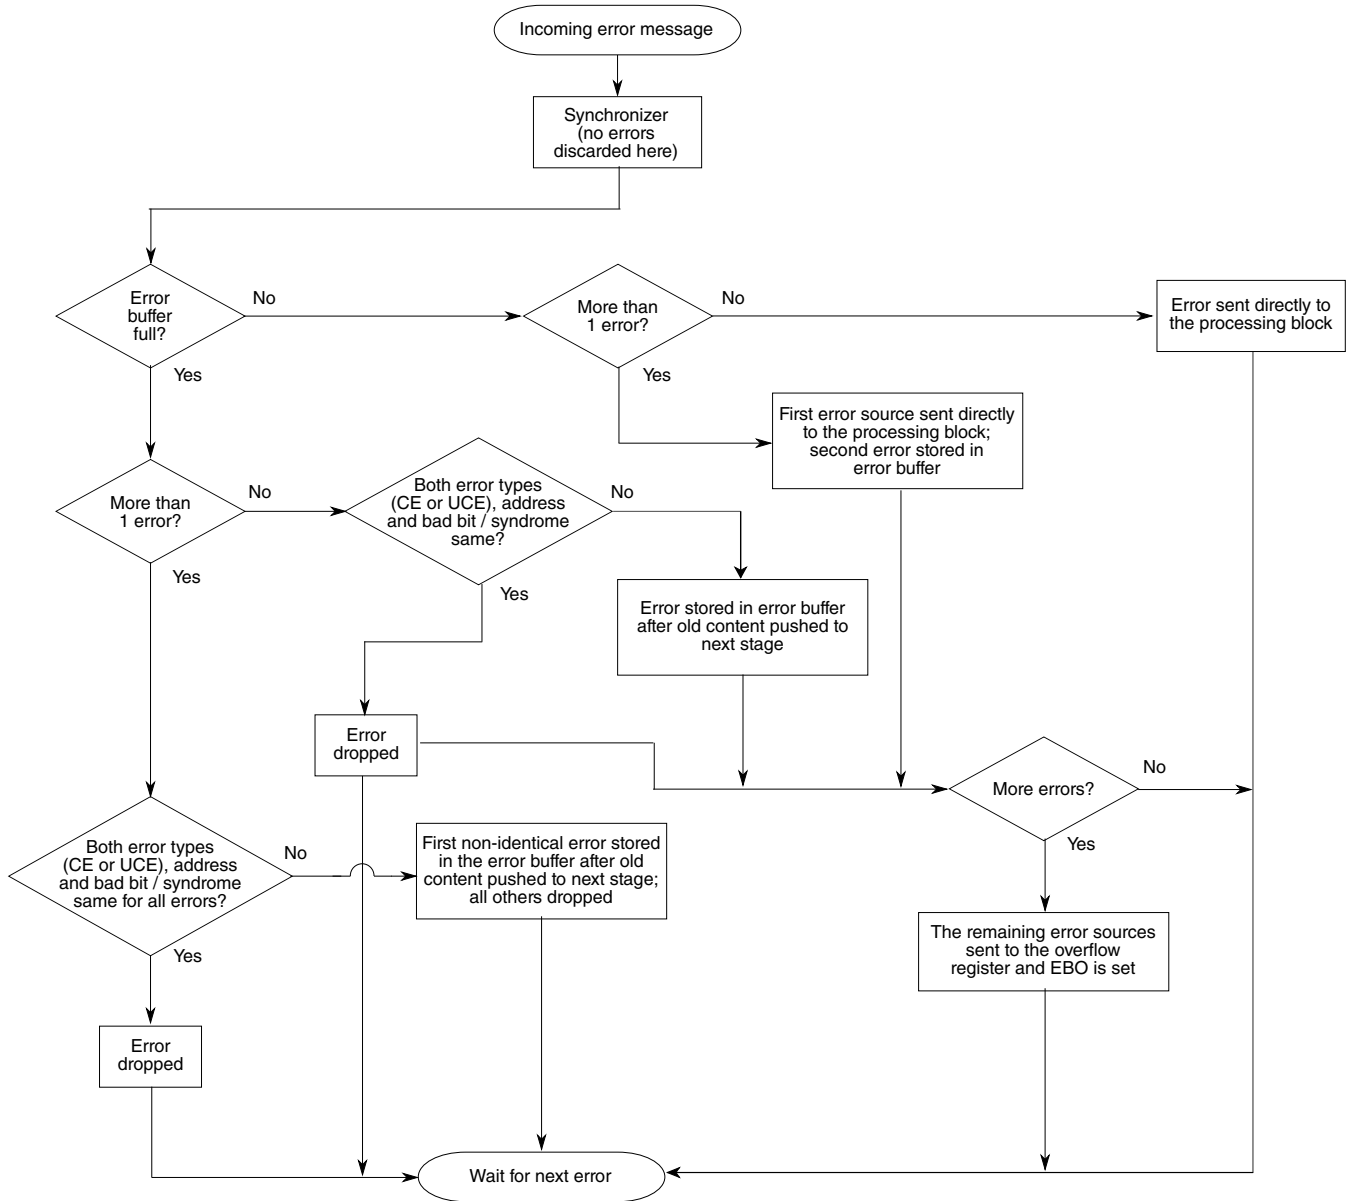 Incoming error message
Synchronizer
(no errors
discarded here)
Error
buffer
full?
No
Yes
More than
1 error?
No
Yes
Error sent directly to
the processing block
First error source sent directly
to the processing block;
second error stored in
error buffer
More than
1 error?
No
Yes
Both error types
(CE or UCE), address
and bad bit / syndrome
same?
No
Yes
Error stored in error buffer
after old content pushed to
next stage
Error
dropped
More errors?
No
Yes
Both error types
(CE or UCE), address
and bad bit / syndrome
same for all errors?
No
Yes
First non-identical error stored
in the error buffer after old
content pushed to next stage;
all others dropped
The remaining error sources
sent to the overflow
register and EBO is set
Error
dropped
Wait for next error